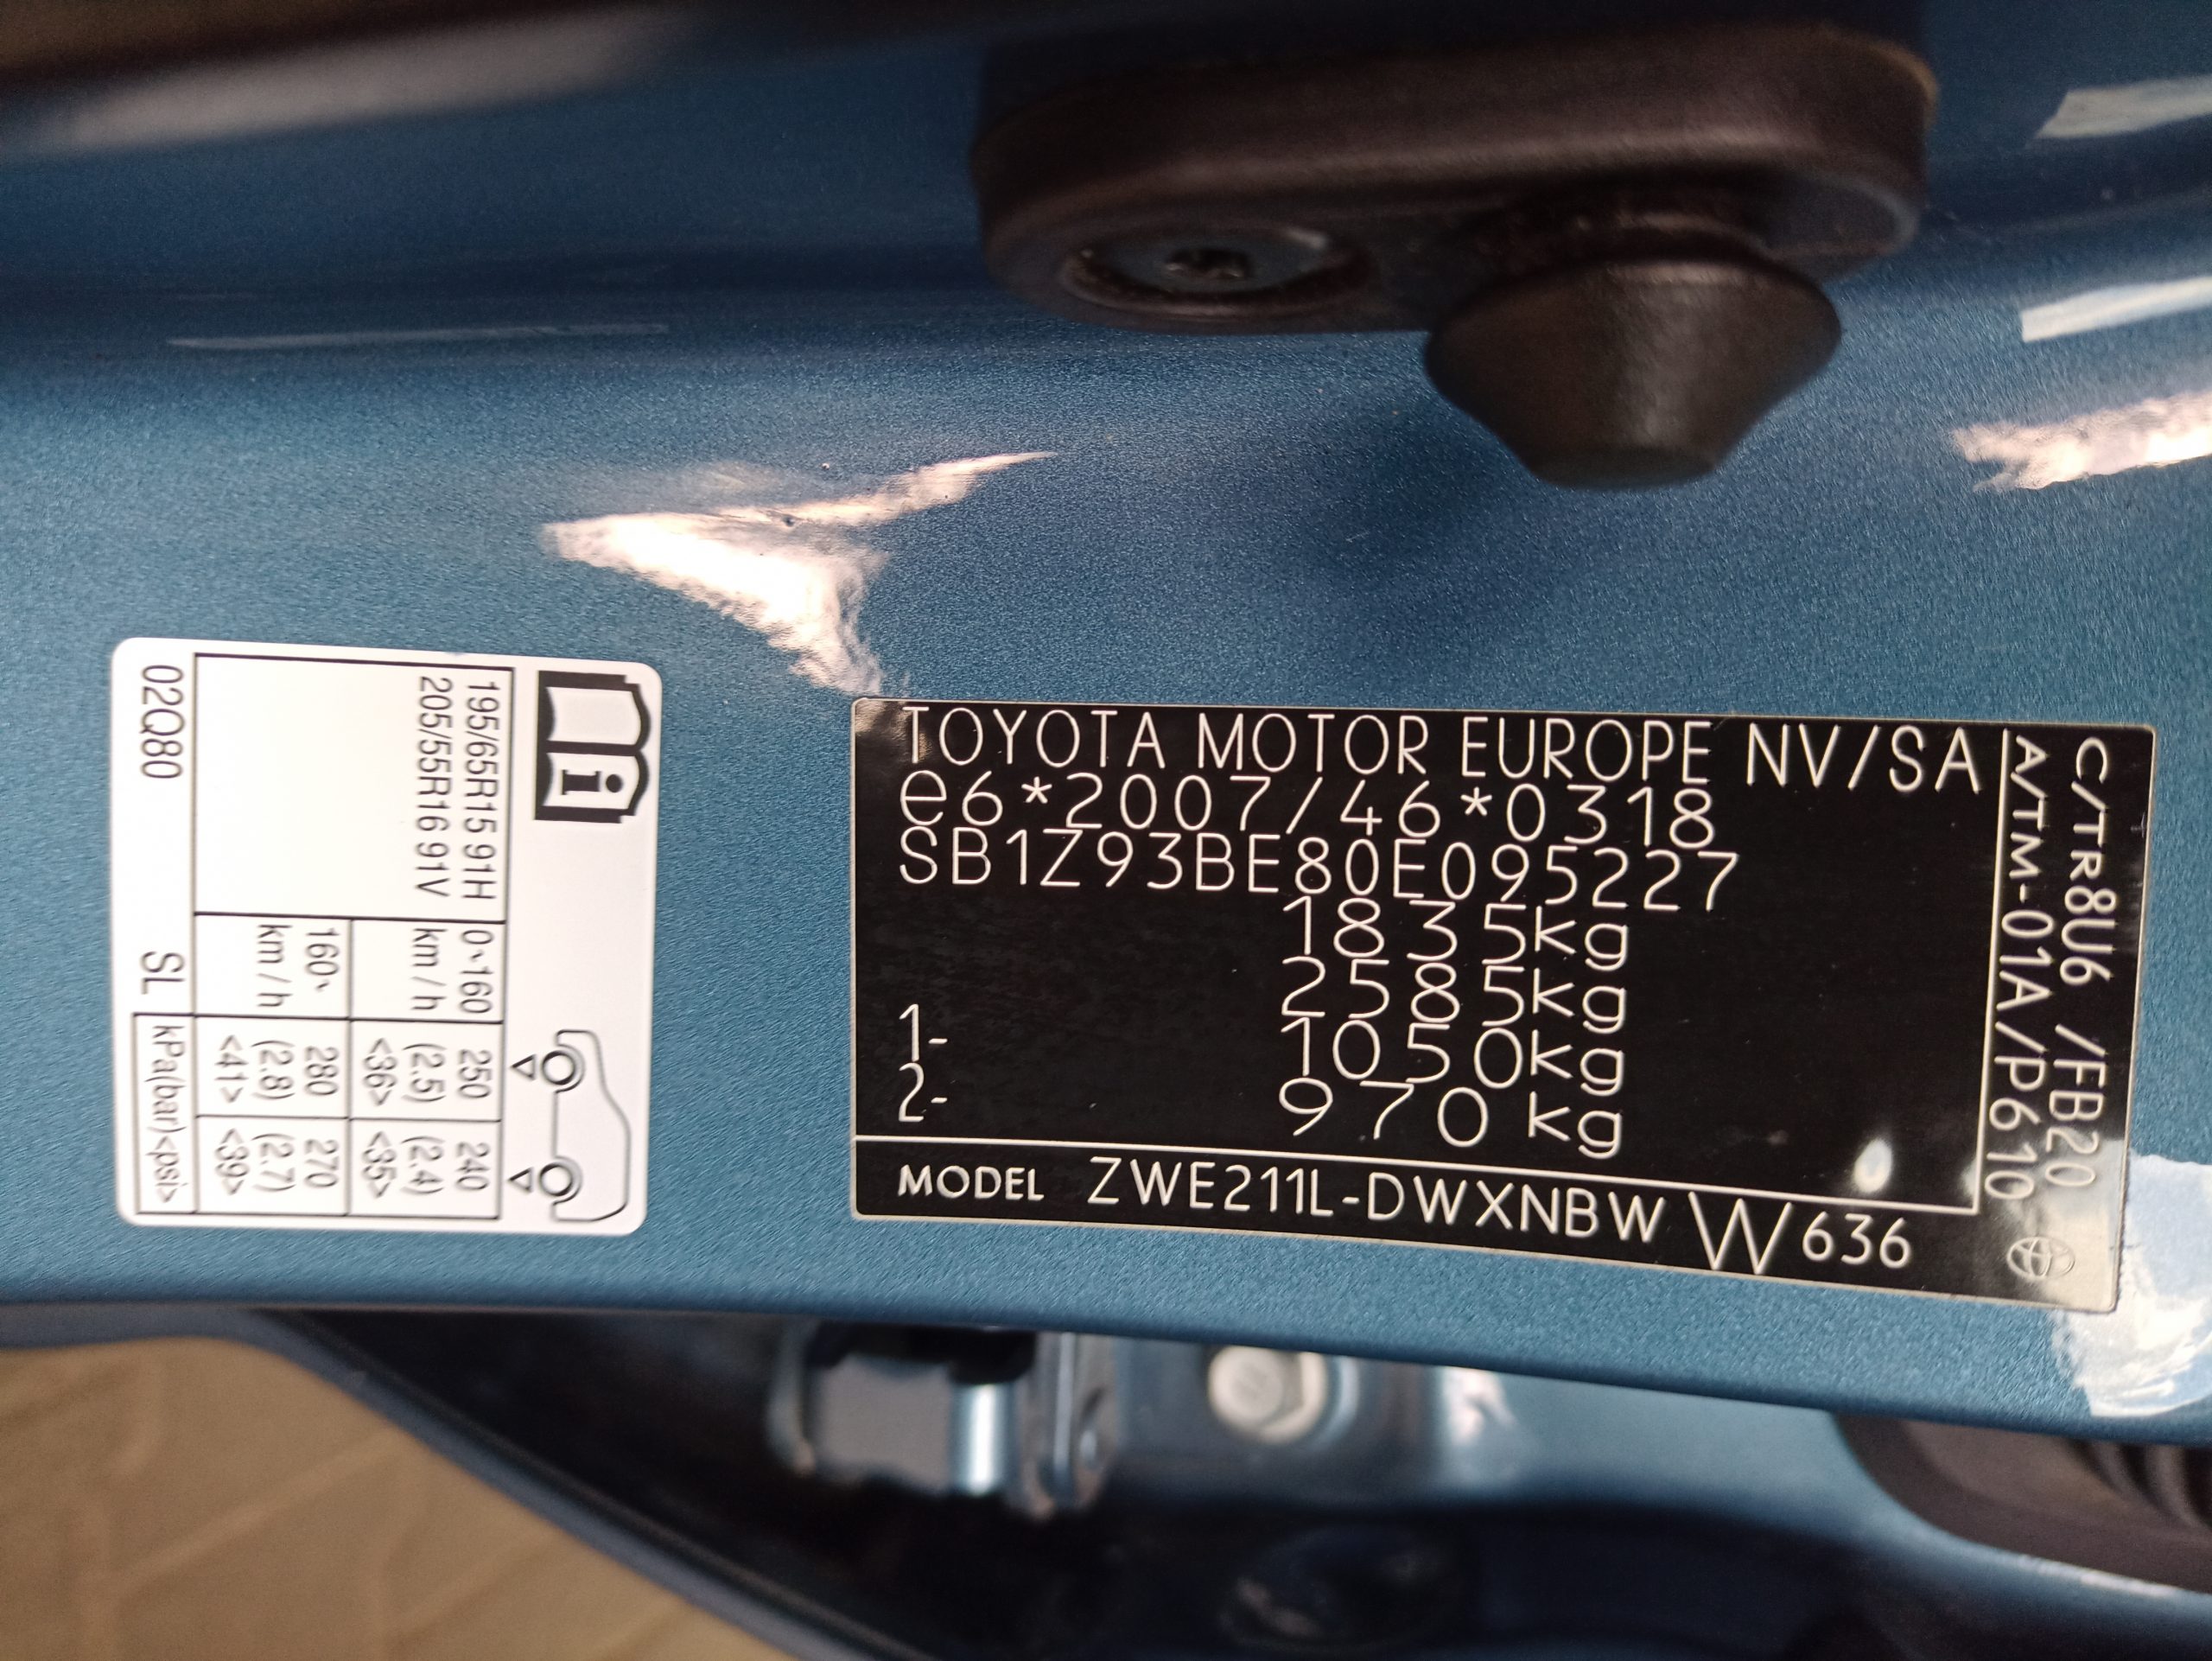 TOYOTA MOTOR EUROPE NV/SA
e6*2007/46*0318
SB1Z93BE80E095227
1835kg
2585kg
1- 1050kg
2- 970 kg
MODEL ZWE211L-DWXNBW W636
C/TR8U6 /FB20
A/TM-01A/P610
i
195/65R15 91H
205/55R16 91V
0~160 km / h
250 (2.5) <36>
240 (2.4) <35>
160~ km / h
280 (2.8) <41>
270 (2.7) <39>
02Q80 SL kPa(bar)<psi>